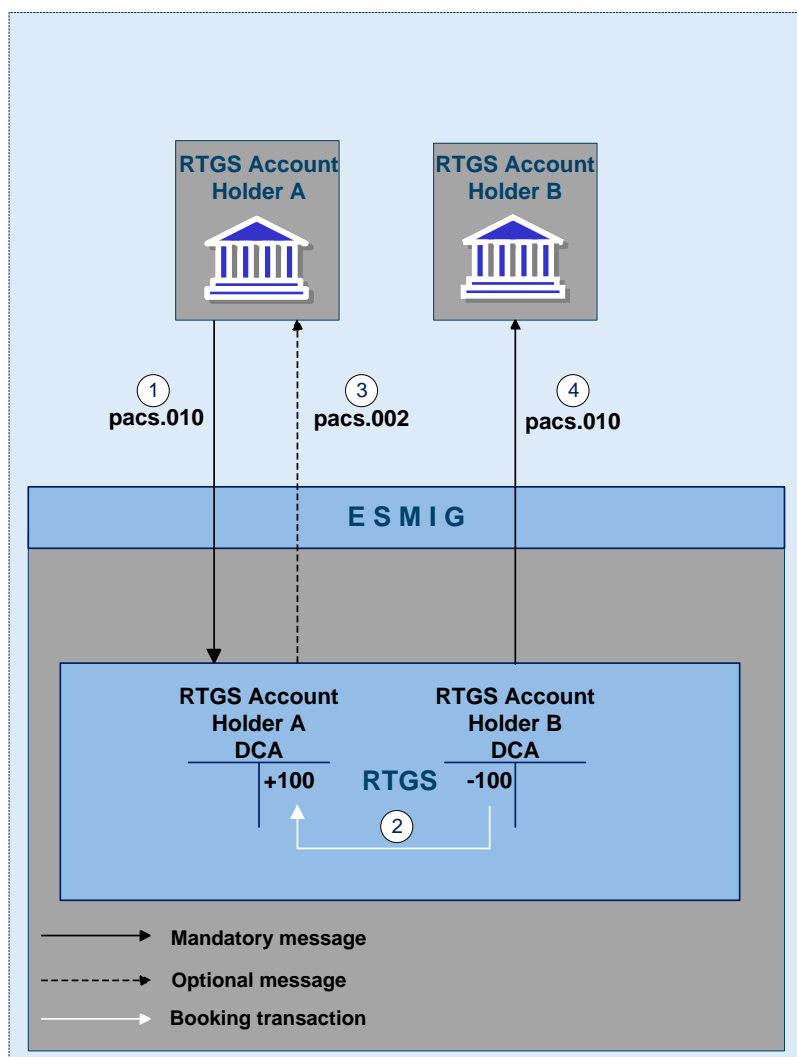 RTGS Account
Holder A
RTGS Account
Holder B
1
pacs.010
3
pacs.002
4
pacs.010
E S M I G
RTGS Account
Holder A
DCA
RTGS Account
Holder B
DCA
+100
RTGS
-100
2
Mandatory message
Optional message
Booking transaction